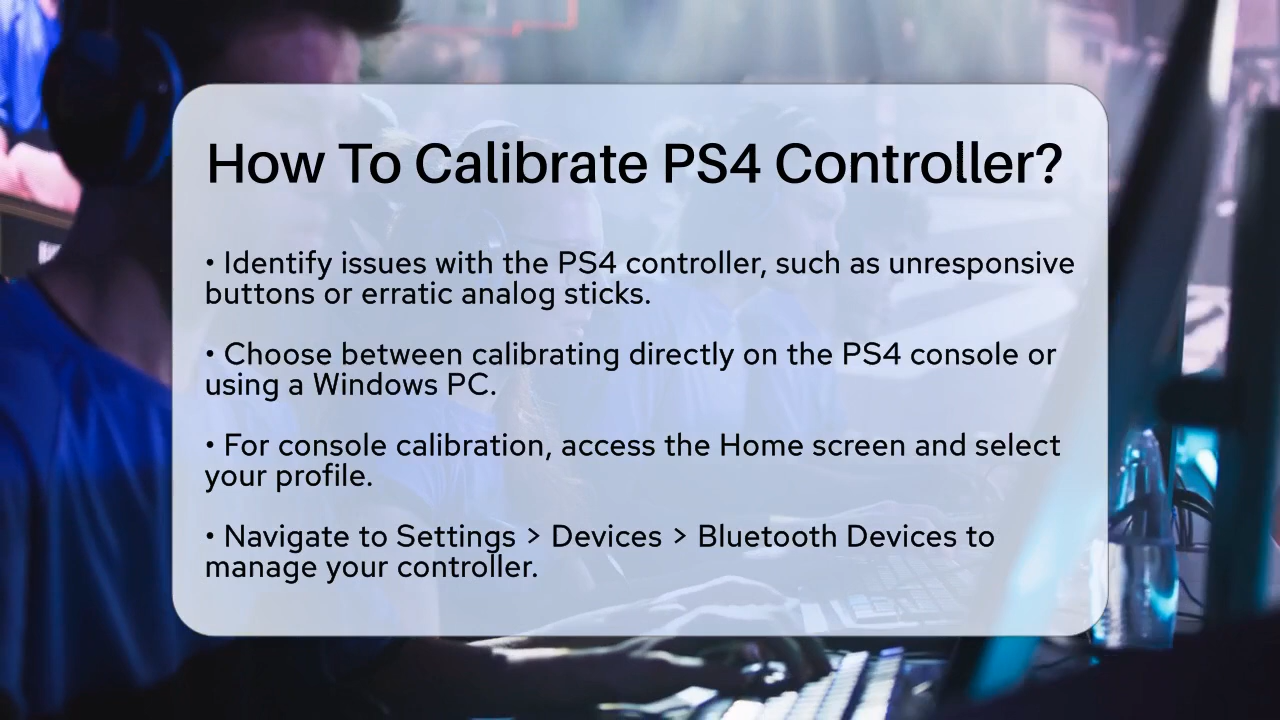 How To Calibrate PS4 Controller?
• Identify issues with the PS4 controller, such as unresponsive
buttons or erratic analog sticks.
• Choose between calibrating directly on the PS4 console or
using a Windows PC.
• For console calibration, access the Home screen and select
your profile.
• Navigate to Settings > Devices > Bluetooth Devices to
manage your controller.